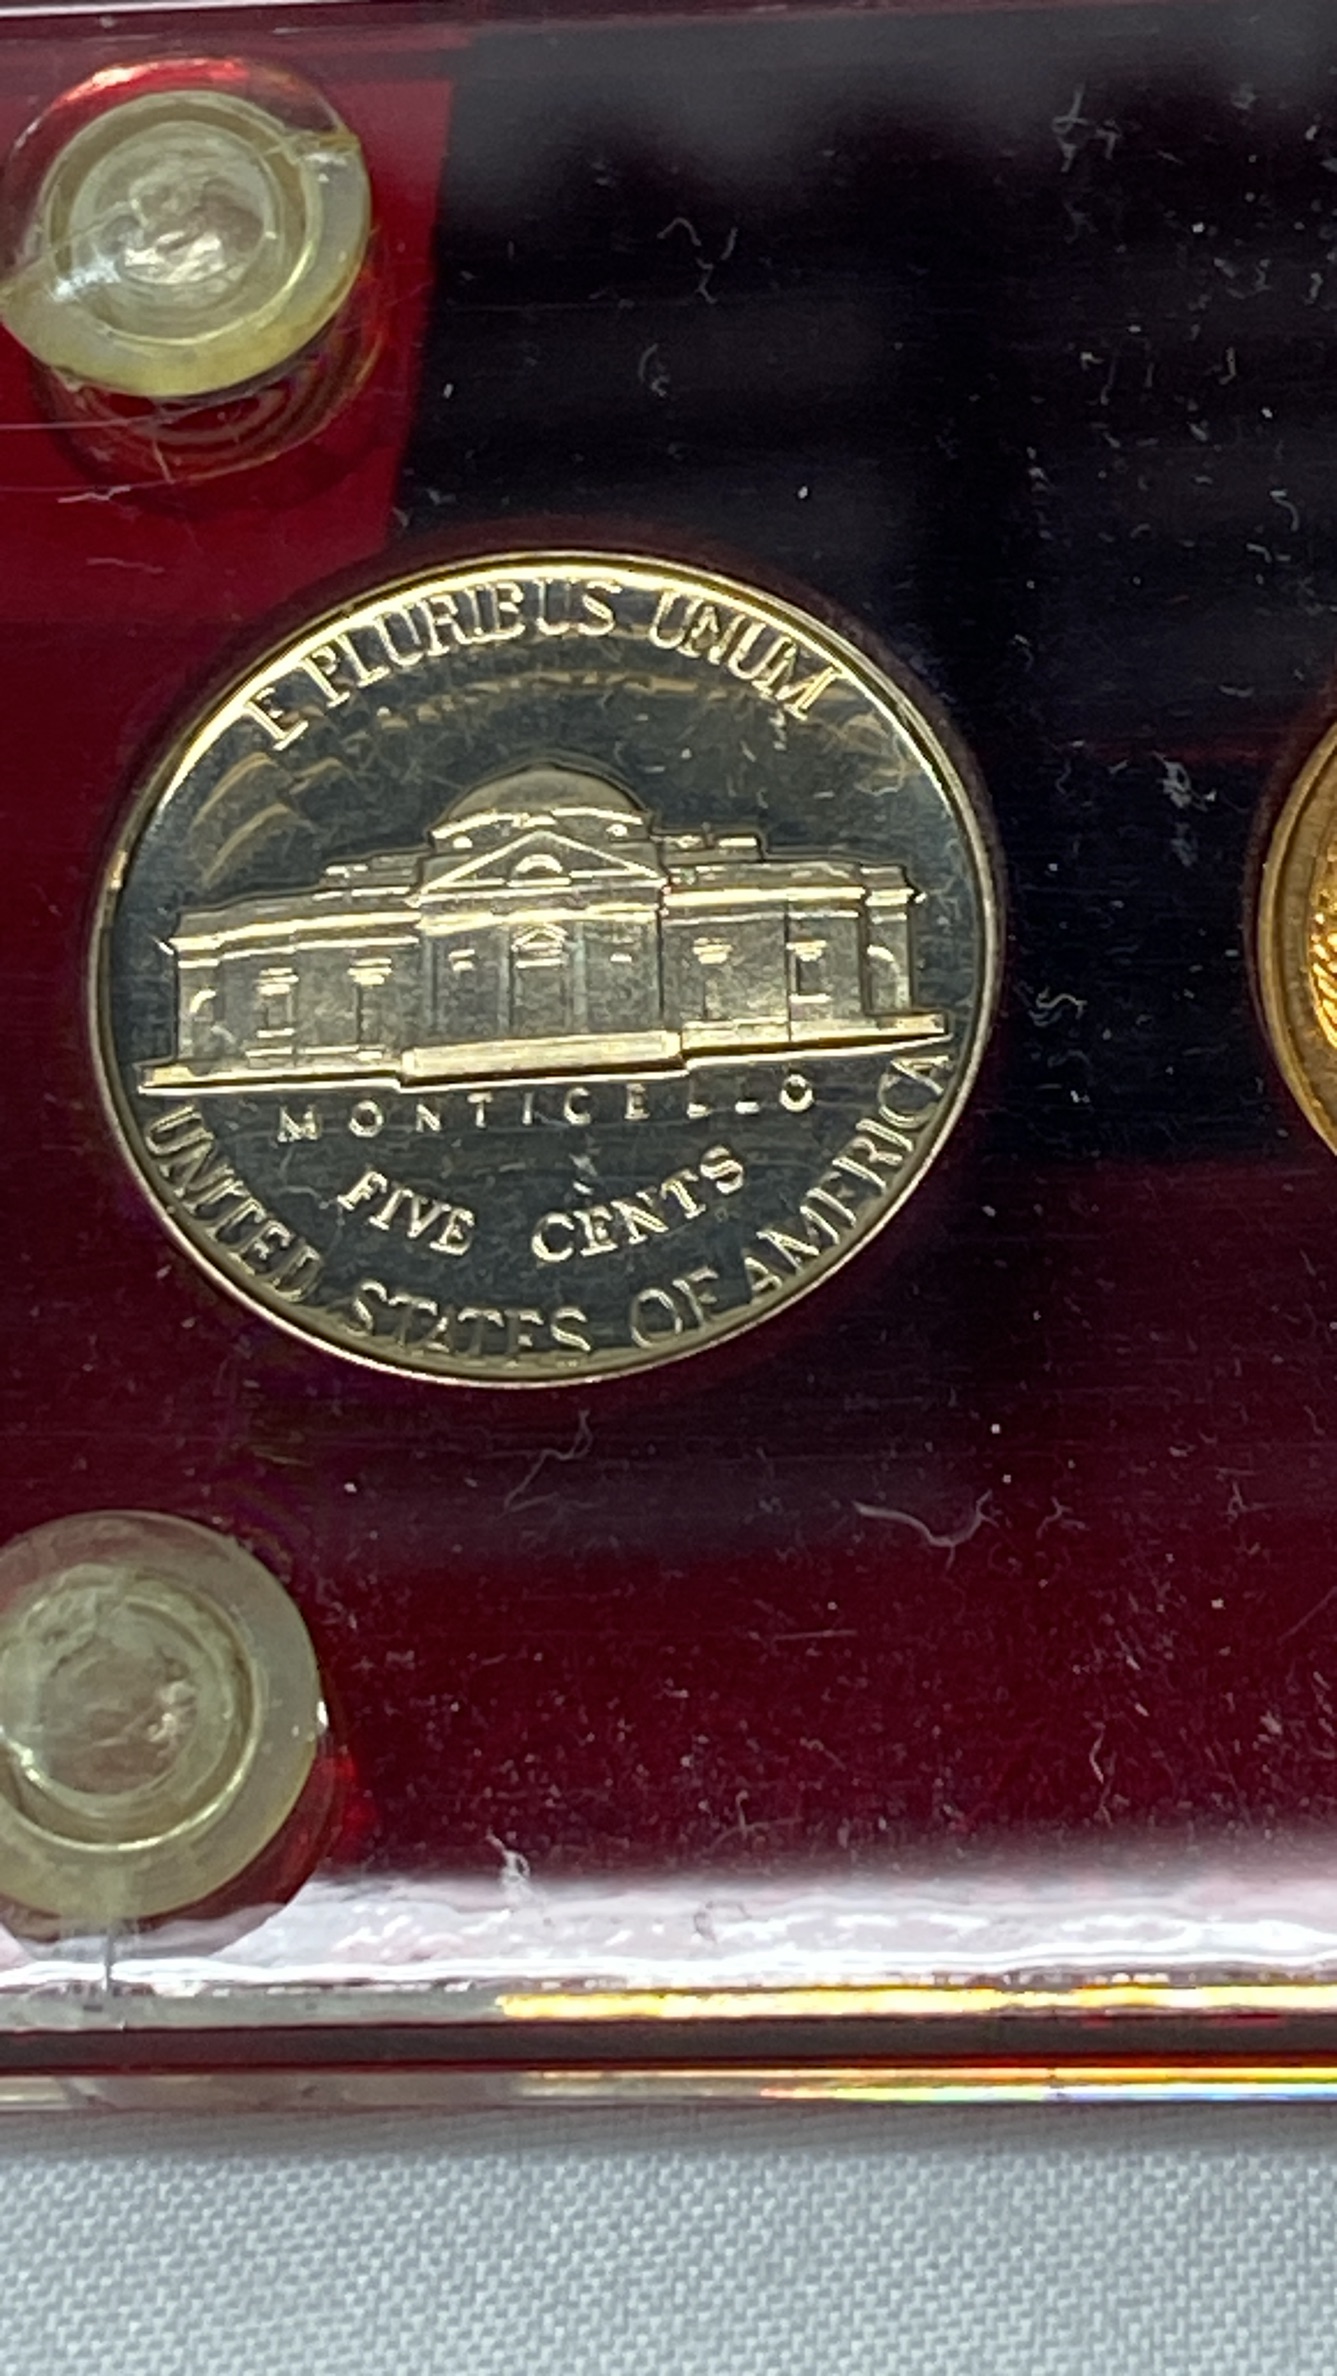 E PLURIBUS UNUM
MONTICELLO
FIVE CENTS
UNITED STATES OF AMERICA